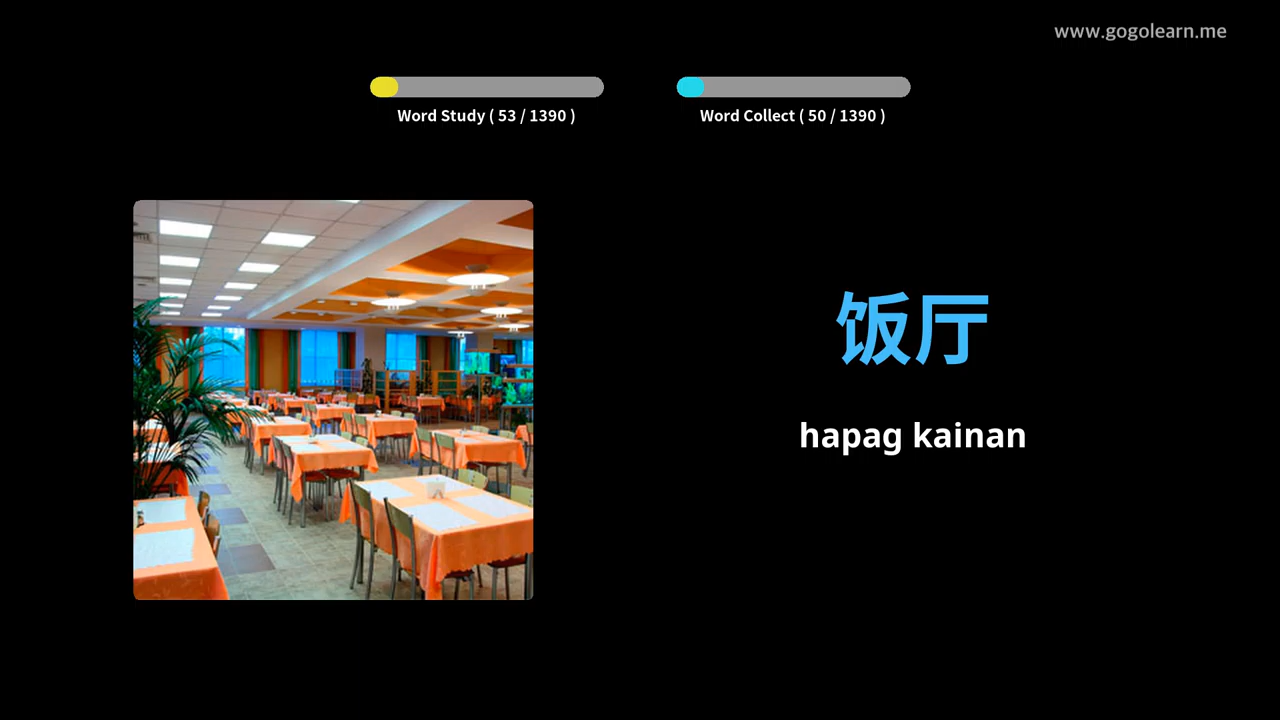 www.gogolearn.me
Word Study ( 53 / 1390 )
Word Collect ( 50 / 1390 )
饭厅
hapag kainan